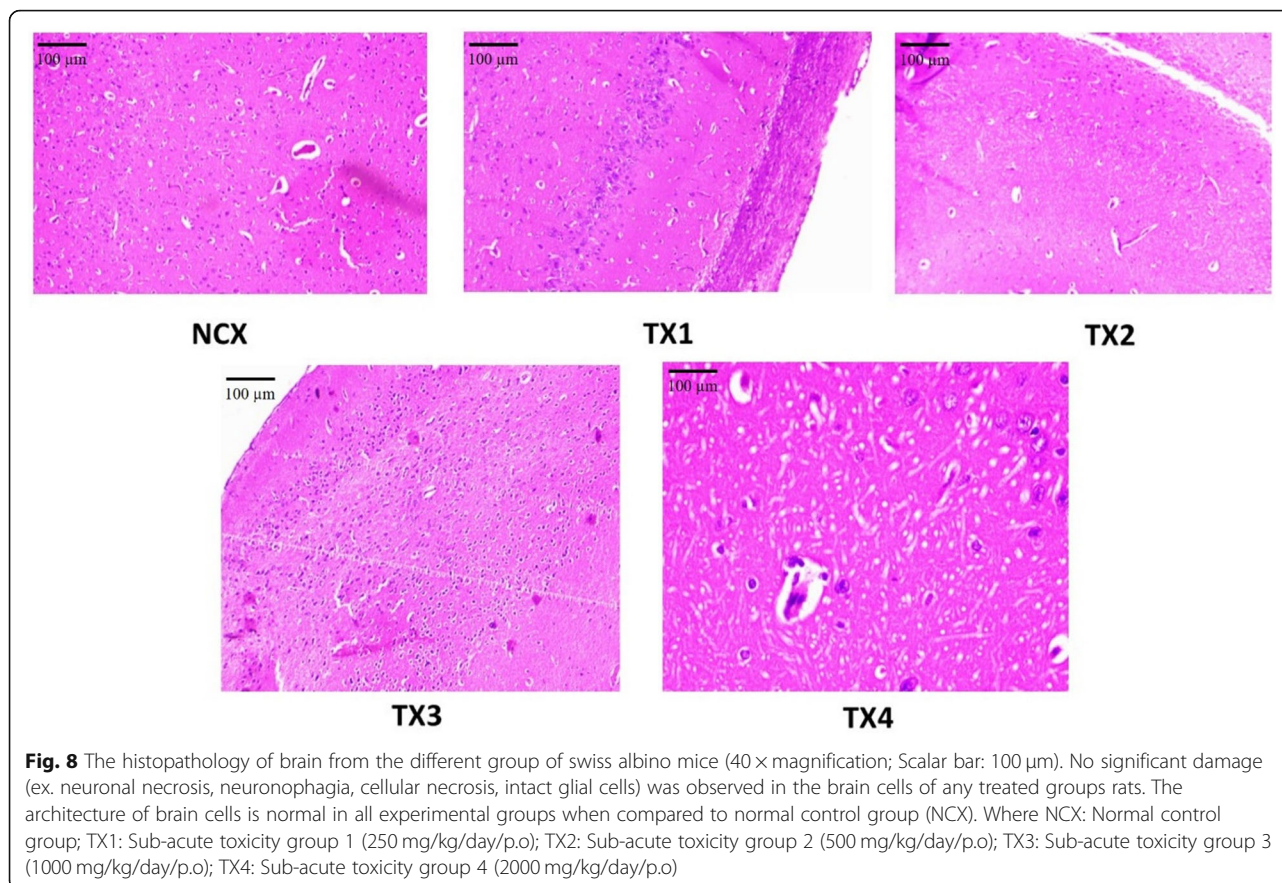 100 µm
100 µm
100 µm
NCX
TX1
TX2
100 µm
100 µm
TX3
TX4
Fig. 8 The histopathology of brain from the different group of swiss albino mice (40 × magnification; Scalar bar: 100 µm). No significant damage
(ex. neuronal necrosis, neuronophagia, cellular necrosis, intact glial cells) was observed in the brain cells of any treated groups rats. The
architecture of brain cells is normal in all experimental groups when compared to normal control group (NCX). Where NCX: Normal control
group; TX1: Sub-acute toxicity group 1 (250 mg/kg/day/p.o); TX2: Sub-acute toxicity group 2 (500 mg/kg/day/p.o); TX3: Sub-acute toxicity group 3
(1000 mg/kg/day/p.o); TX4: Sub-acute toxicity group 4 (2000 mg/kg/day/p.o)